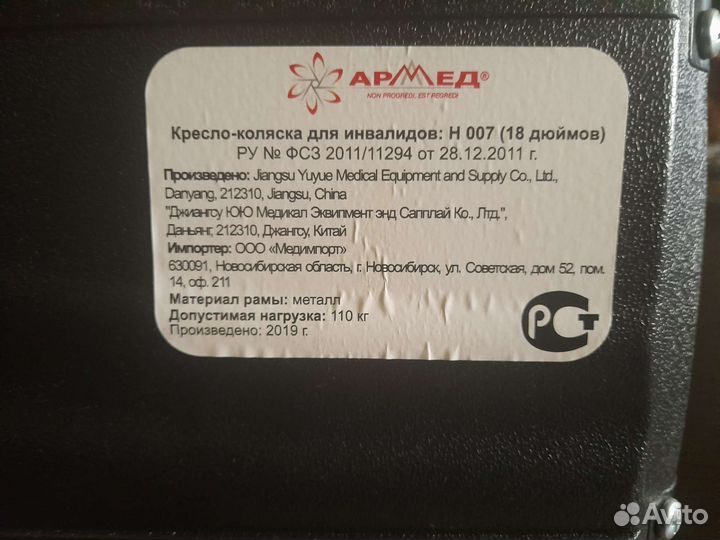 АРМЕД®
NON PROGREDI, EST REGREDI
Кресло-коляска для инвалидов: Н 007 (18 дюймов)
РУ № ФСЗ 2011/11294 от 28.12.2011 г.
Произведено: Jiangsu Yuyue Medical Equipment and Supply Co., Ltd.,
Danyang, 212310, Jiangsu, China
"Джиангсу ЮЮ Медикал Эквипмент энд Сапплай Ко., Лтд.",
Даньянг, 212310, Джангсу, Китай
Импортер: ООО «Медимпорт»
630091, Новосибирская область, г. Новосибирск, ул. Советская, дом 52, пом.
14, оф. 211
Материал рамы: металл
Допустимая нагрузка: 110 кг
Произведено: 2019 г.
РСТ
Avito